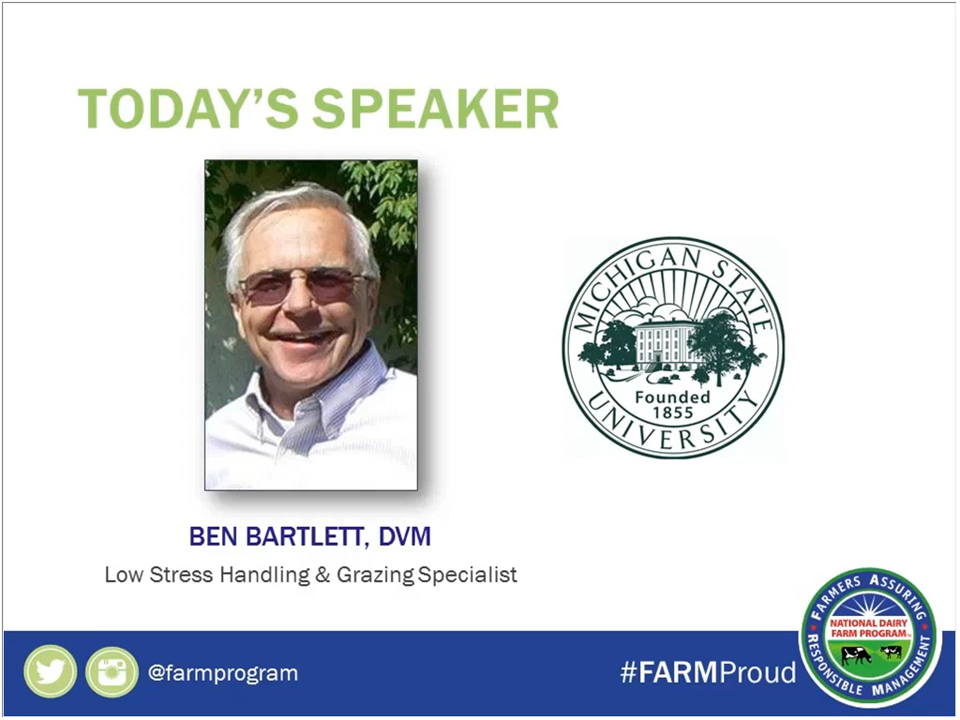 TODAY’S SPEAKER
MICHIGAN STATE
UNIVERSITY
Founded
1855
BEN BARTLETT, DVM
Low Stress Handling & Grazing Specialist
@farmprogram
#FARMProud
FARMERS ASSURING
RESPONSIBLE MANAGEMENT
NATIONAL DAIRY
FARM PROGRAM™